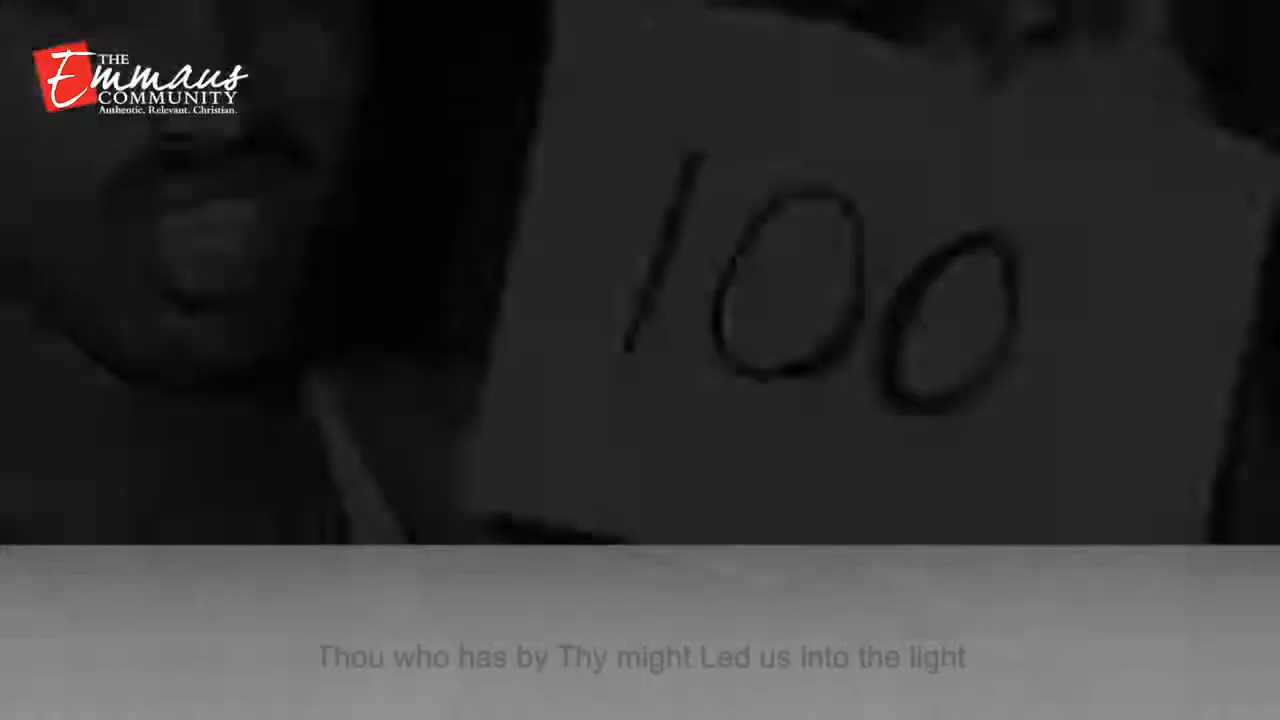 THE
Emmaus
COMMUNITY
Authentic. Relevant. Christian.
100
Thou who has by Thy might Led us into the light